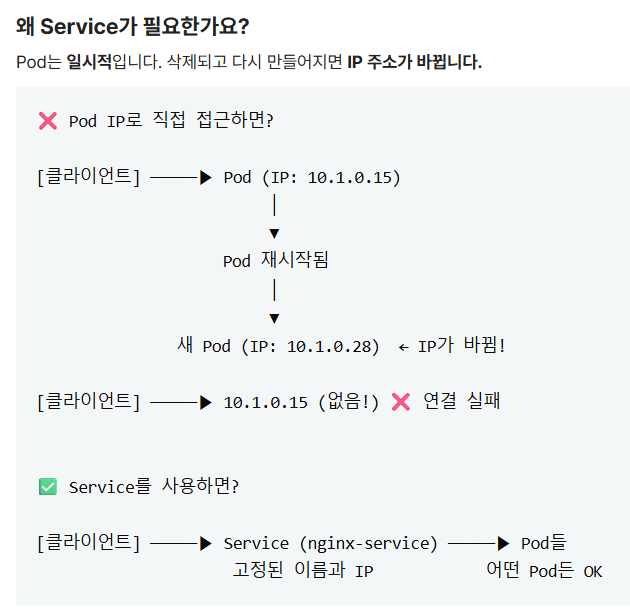 왜 Service가 필요한가요?
Pod는 일시적입니다. 삭제되고 다시 만들어지면 IP 주소가 바뀝니다.
❌ Pod IP로 직접 접근하면?
[클라이언트] ────▶ Pod (IP: 10.1.0.15)
│
▼
Pod 재시작됨
│
▼
새 Pod (IP: 10.1.0.28) ← IP가 바뀜!
[클라이언트] ────▶ 10.1.0.15 (없음!) ❌ 연결 실패
✅ Service를 사용하면?
[클라이언트] ────▶ Service (nginx-service) ────▶ Pod들
고정된 이름과 IP 어떤 Pod든 OK